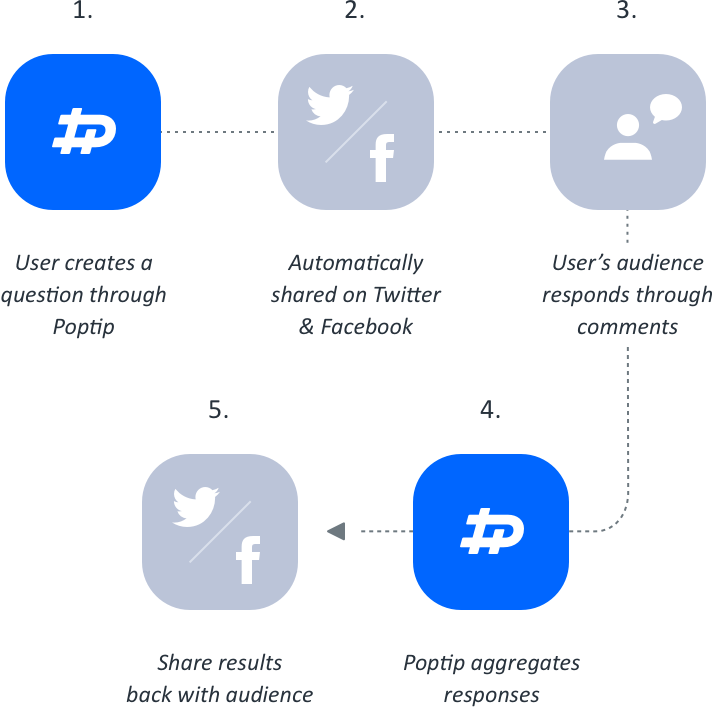 1.
2.
3.
User creates a
question through
Poptip
Automatically
shared on Twitter
& Facebook
User’s audience
responds through
comments
5.
4.
Share results
back with audience
Poptip aggregates
responses